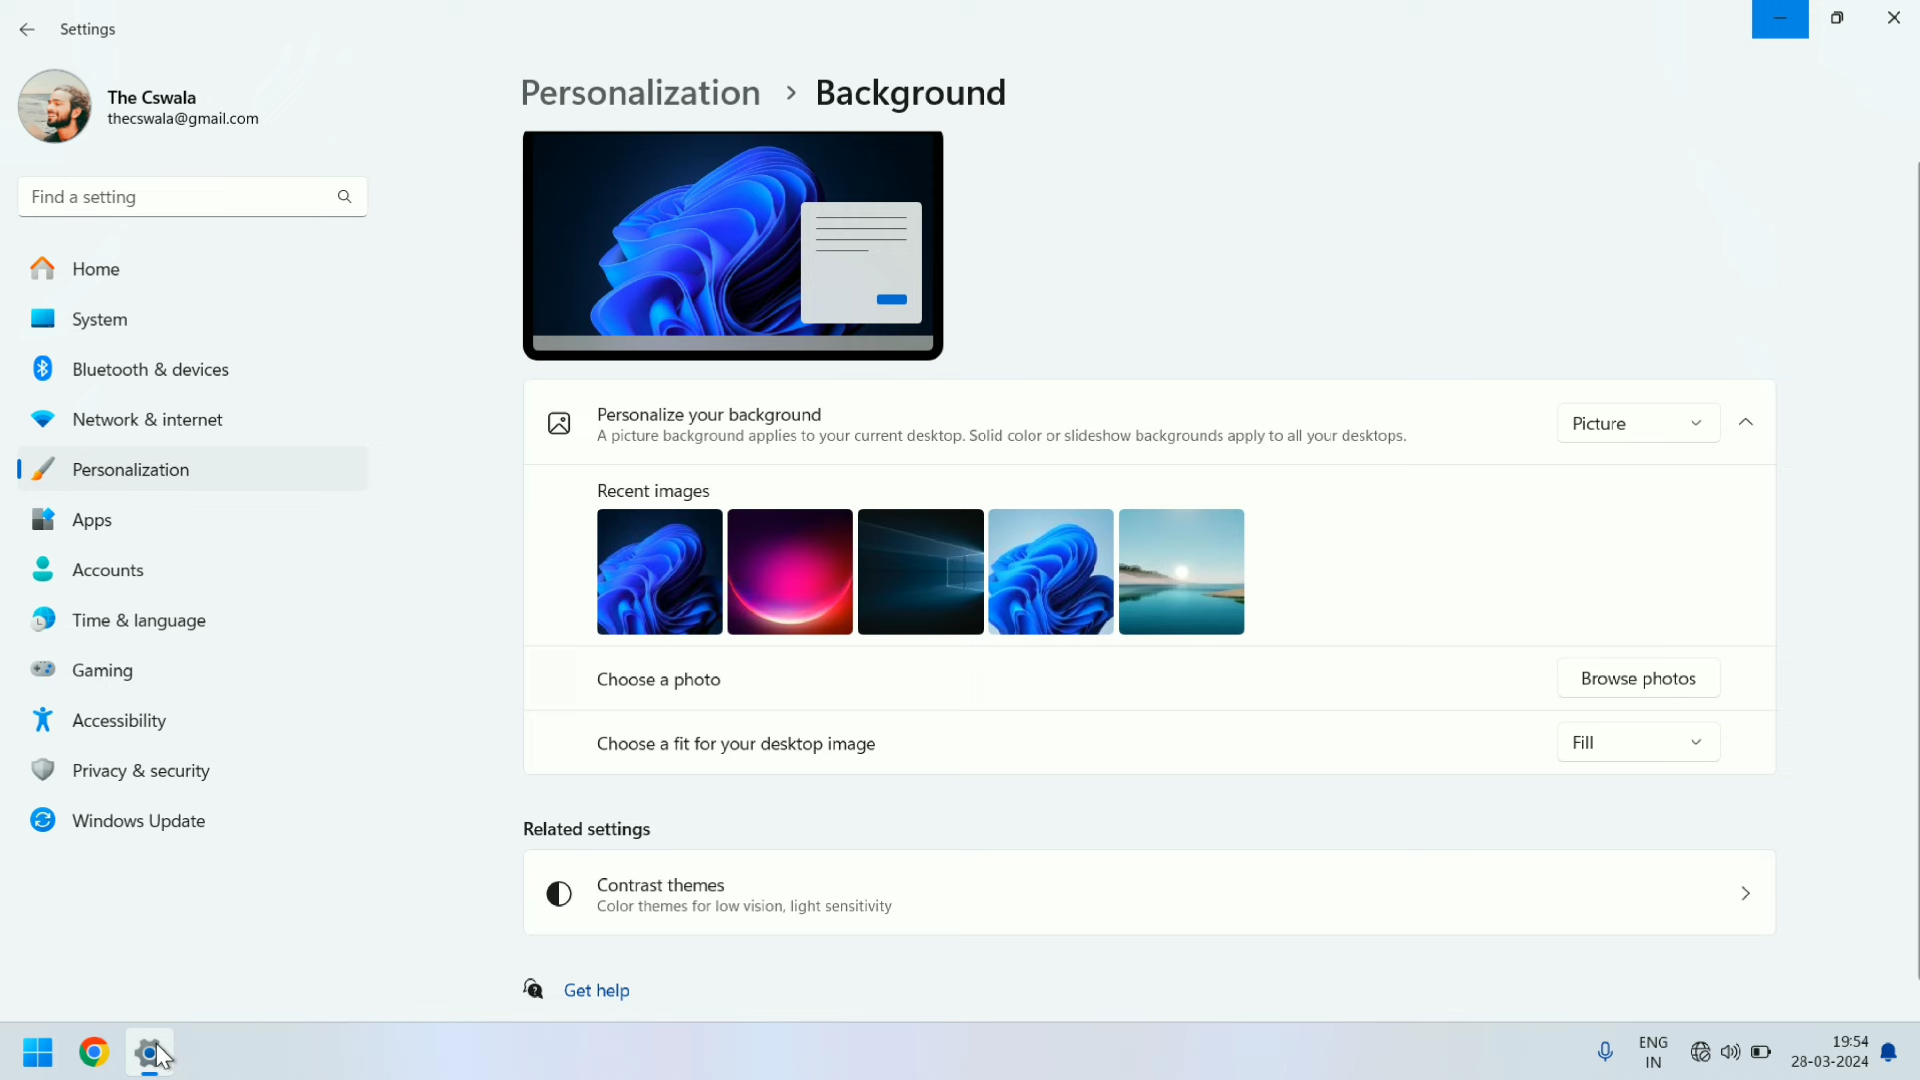 Settings
The Cswala
thecswala@gmail.com
Find a setting
Home
System
Bluetooth & devices
Network & internet
Personalization
Apps
Accounts
Time & language
Gaming
Accessibility
Privacy & security
Windows Update
Personalization > Background
Personalize your background
A picture background applies to your current desktop. Solid color or slideshow backgrounds apply to all your desktops.
Picture
Recent images
Choose a photo
Browse photos
Choose a fit for your desktop image
Fill
Related settings
Contrast themes
Color themes for low vision, light sensitivity
Get help
ENG
IN
19:54
28-03-2024